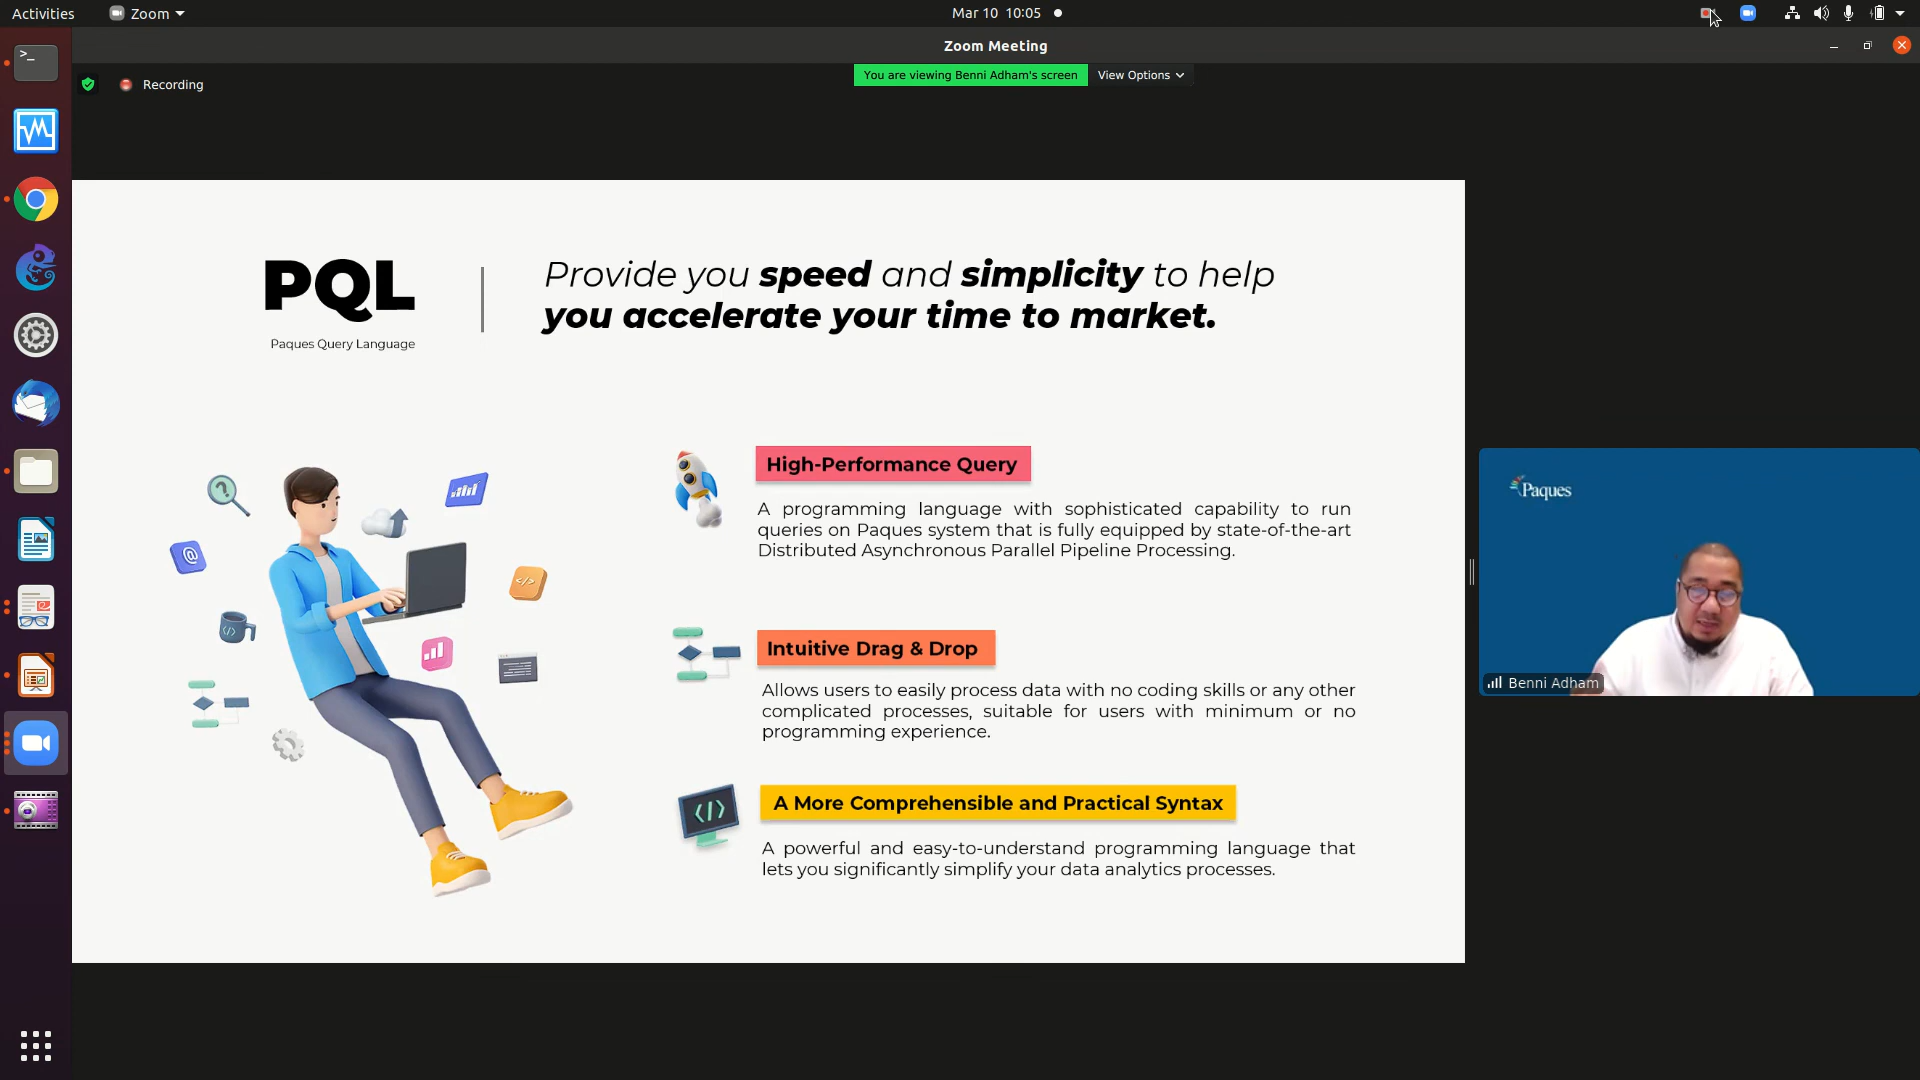 Activities
Zoom
Mar 10 10:05
Zoom Meeting
Recording
You are viewing Benni Adham's screen
View Options
PQL
Paques Query Language
Provide you speed and simplicity to help
you accelerate your time to market.
High-Performance Query
A programming language with sophisticated capability to run
queries on Paques system that is fully equipped by state-of-the-art
Distributed Asynchronous Parallel Pipeline Processing.
Intuitive Drag & Drop
Allows users to easily process data with no coding skills or any other
complicated processes, suitable for users with minimum or no
programming experience.
A More Comprehensible and Practical Syntax
A powerful and easy-to-understand programming language that
lets you significantly simplify your data analytics processes.
Paques
Benni Adham